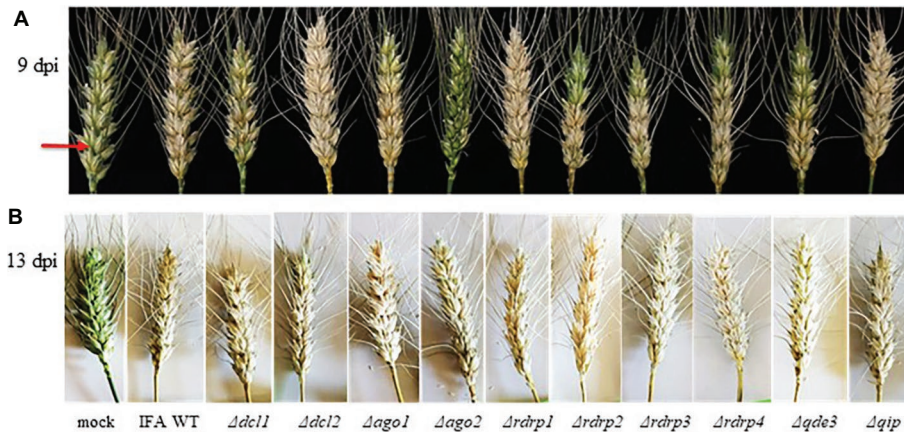 A
9 dpi
B
13 dpi
mock IFA WT Δdcl1 Δdcl2 Δago1 Δago2 Δrdrp1 Δrdrp2 Δrdrp3 Δrdrp4 Δqde3 Δqip